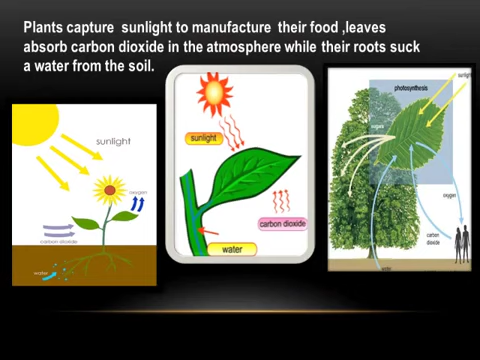 Plants capture sunlight to manufacture their food ,leaves
absorb carbon dioxide in the atmosphere while their roots suck
a water from the soil.
sunlight
oxygen
carbon dioxide
water
sunlight
carbon dioxide
water
sunlight
photosynthesis
sugars
oxygen
carbon
dioxide
water